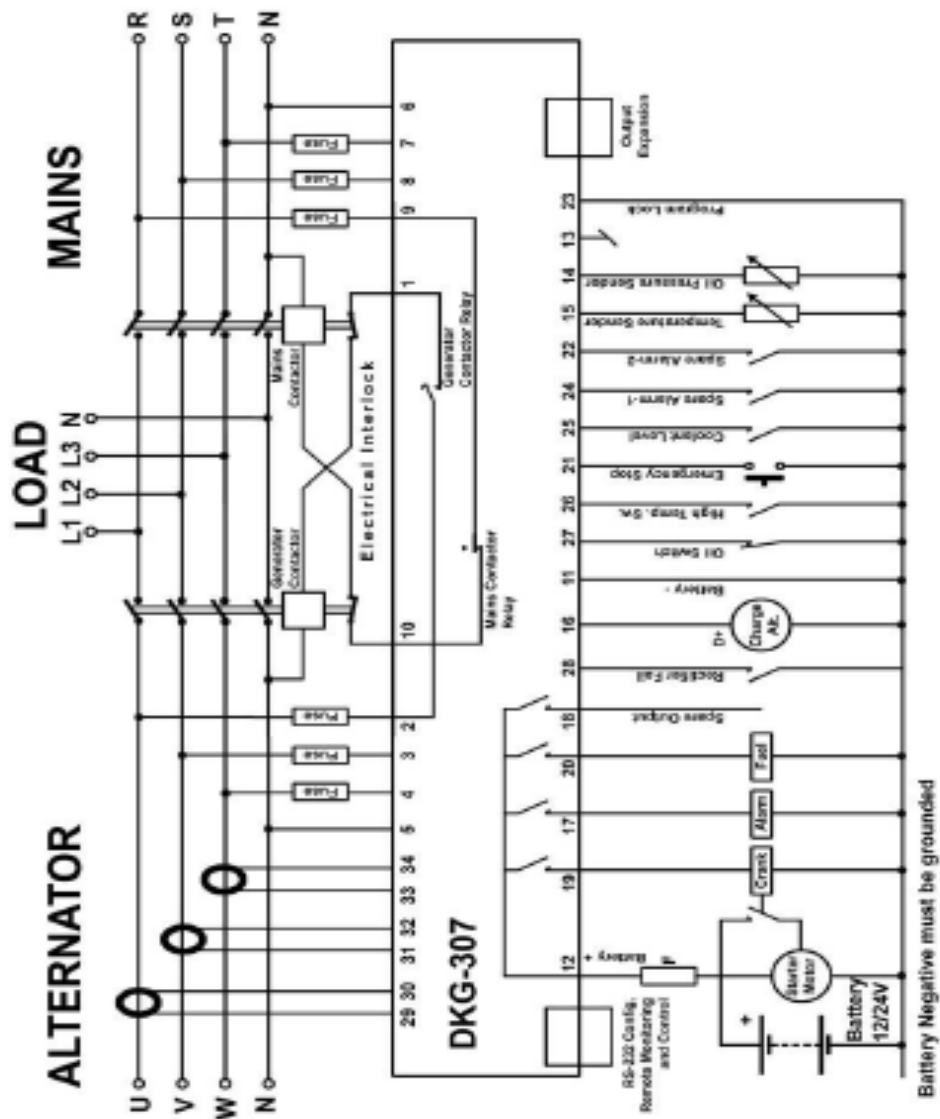 ALTERNATOR
LOAD
MAINS
U
V
W
N
L1
L2
L3
N
R
S
T
N
Generator
Contactor
Mains
Contactor
Electrical Interlock
Fuse
Fuse
Fuse
Fuse
Fuse
Fuse
29
30
31
32
33
34
5
4
3
2
10
1
9
8
7
6
Mains Contactor
Relay
Generator
Contactor Relay
DKG-307
RS-232 Config.
Remote Monitoring
and Control
Output
Expansion
12
19
17
20
18
28
16
11
27
26
21
25
24
22
15
14
13
23
Battery +
Spare Output
Rectifier Fail
Battery -
Oil Switch
High Temp. Sw.
Emergency Stop
Coolant Level
Spare Alarm-1
Spare Alarm-2
Temperature Sender
Oil Pressure Sender
Program Lock
F
Crank
Alarm
Fuel
D+
Charge
Alt.
Starter
Motor
+
Battery
12/24V
Battery Negative must be grounded